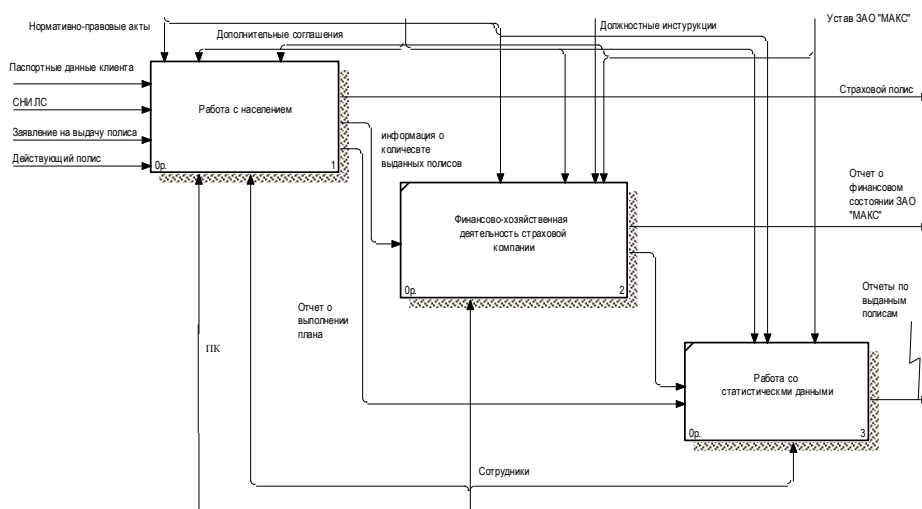 Нормативно-правовые акты
Дополнительные соглашения
Должностные инстурукции
Устав ЗАО "МАКС"
Паспортные данные клиента
СНИЛС
Заявление на выдачу полиса
Действующий полис
Работа с населением
0р.
1
Страховой полис
информация о
количесвте
выданных полисов
Финансово-хозяйственная
деятельность страховой
компании
0р.
2
Отчет о
финансовом
состоянии ЗАО
"МАКС"
Отчеты по
выданным
полисам
Отчет о
выполнении
плана
ПК
Работа со
статистическми данными
0р.
3
Сотрудники